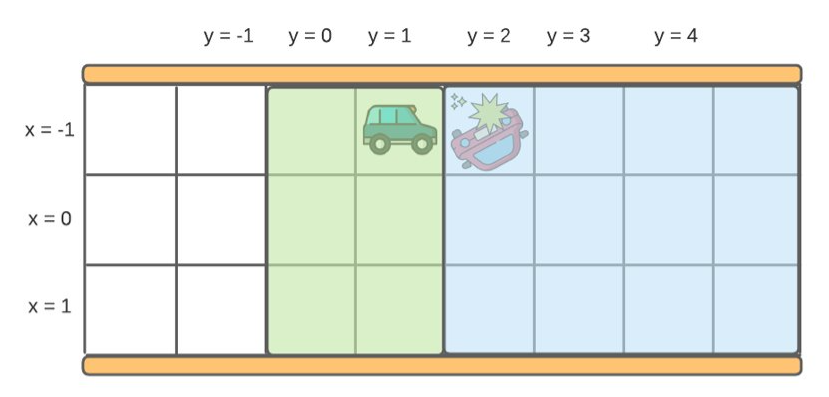 y = -1 y = 0 y = 1 y = 2 y = 3 y = 4
x = -1
x = 0
x = 1